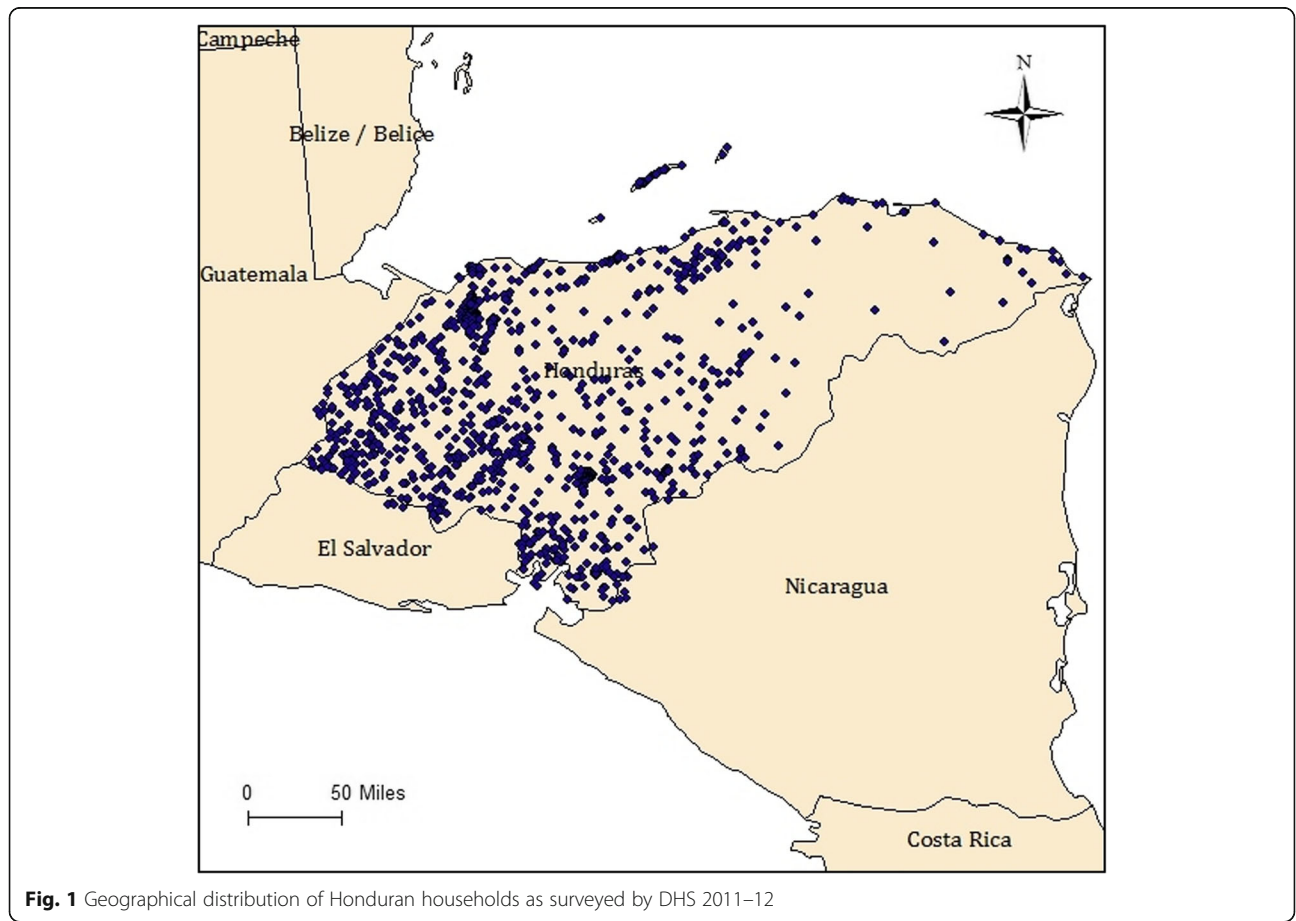 Campeche
N
Belize / Belice
Guatemala
Honduras
El Salvador
Nicaragua
0 50 Miles
Costa Rica
Fig. 1 Geographical distribution of Honduran households as surveyed by DHS 2011–12